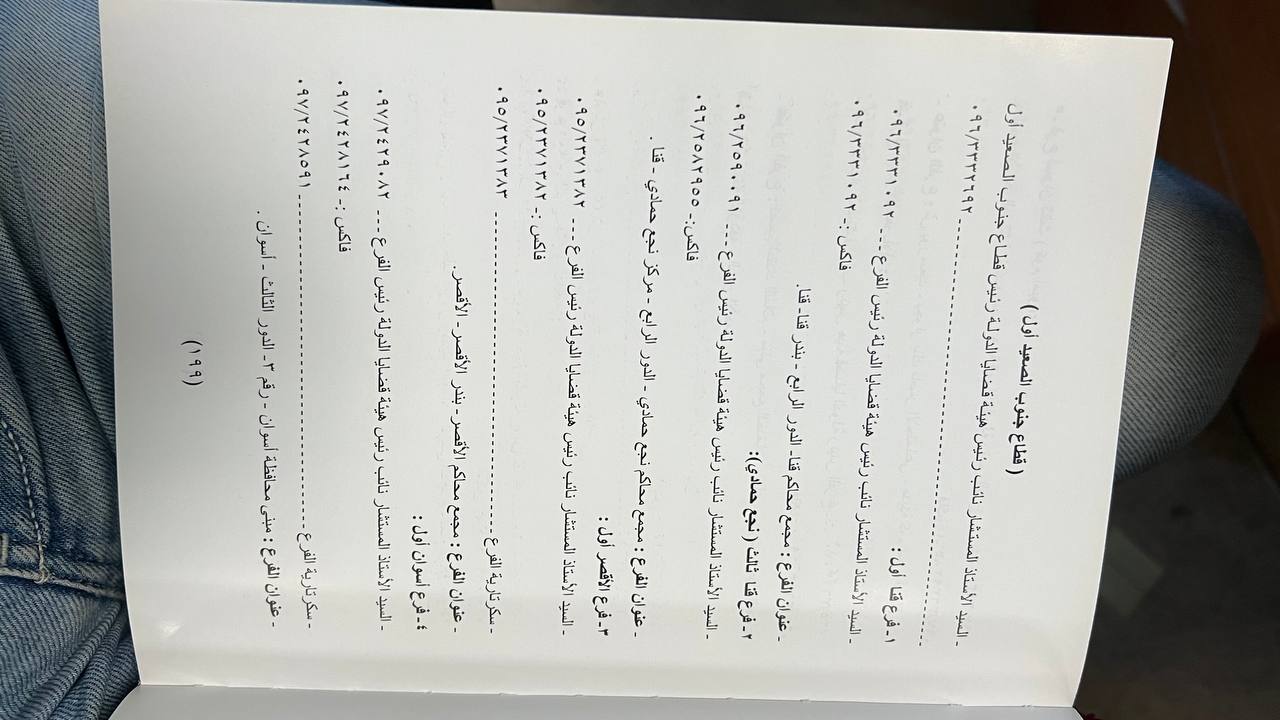 ( قطاع جنوب الصعيد أول )
- السيد الأستاذ المستشار نائب رئيس هيئة قضايا الدولة رئيس قطاع جنوب الصعيد أول
---------------------------- ٠٩٦/٣٣٣٢٦٩٢
١- فرع قنا أول :
- السيد الأستاذ المستشار نائب رئيس هيئة قضايا الدولة رئيس الفرع --- ٠٩٦/٣٣٣١٠٩٢
فاكس :- ٠٩٦/٣٣٣١٠٩٢
- عنوان الفرع : مجمع محاكم قنا- الدور الرابع - بندر قنا- قنا.
٢- فرع قنا ثالث ( نجع حمادي):
- السيد الأستاذ المستشار نائب رئيس هيئة قضايا الدولة رئيس الفرع --- ٠٩٦/٢٥٩٠٠٩١
فاكس:- ٠٩٦/٢٥٨٢٩٥٥
- عنوان الفرع : مجمع محاكم نجع حمادي - الدور الرابع - مركز نجع حمادي - قنا .
٣- فرع الأقصر أول :
- السيد الأستاذ المستشار نائب رئيس هيئة قضايا الدولة رئيس الفرع --- ٠٩٥/٢٣٧١٣٨٢
فاكس :- ٠٩٥/٢٣٧١٣٨٢
- سكرتارية الفرع ---------------------------- ٠٩٥/٢٣٧١٣٨٣
- عنوان الفرع : مجمع محاكم الأقصر - بندر الأقصر - الأقصر.
٤- فرع أسوان أول :
- السيد الأستاذ المستشار نائب رئيس هيئة قضايا الدولة رئيس الفرع --- ٠٩٧/٢٤٢٩٠٨٢
فاكس :- ٠٩٧/٢٤٢٨١٦٤
- سكرتارية الفرع ---------------------------- ٠٩٧/٢٤٢٨٥٩١
- عنوان الفرع : مبنى محافظة أسوان - رقم ٣- الدور الثالث - أسوان .
(١٩٩)